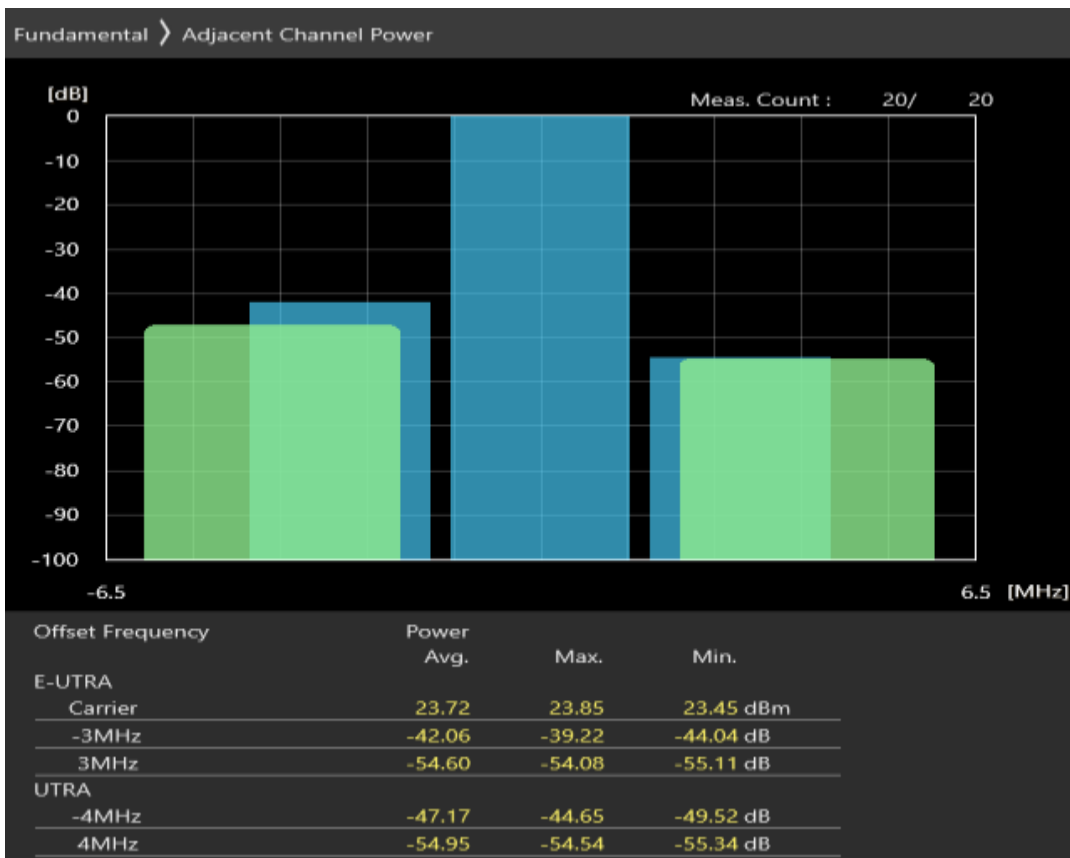 Fundamental 〉 Adjacent Channel Power
[dB]
Meas. Count : 20/ 20
0
-10
-20
-30
-40
-50
-60
-70
-80
-90
-100
-6.5 6.5 [MHz]
Offset Frequency Power
Avg. Max. Min.
E-UTRA
Carrier 23.72 23.85 23.45 dBm
-3MHz -42.06 -39.22 -44.04 dB
3MHz -54.60 -54.08 -55.11 dB
UTRA
-4MHz -47.17 -44.65 -49.52 dB
4MHz -54.95 -54.54 -55.34 dB